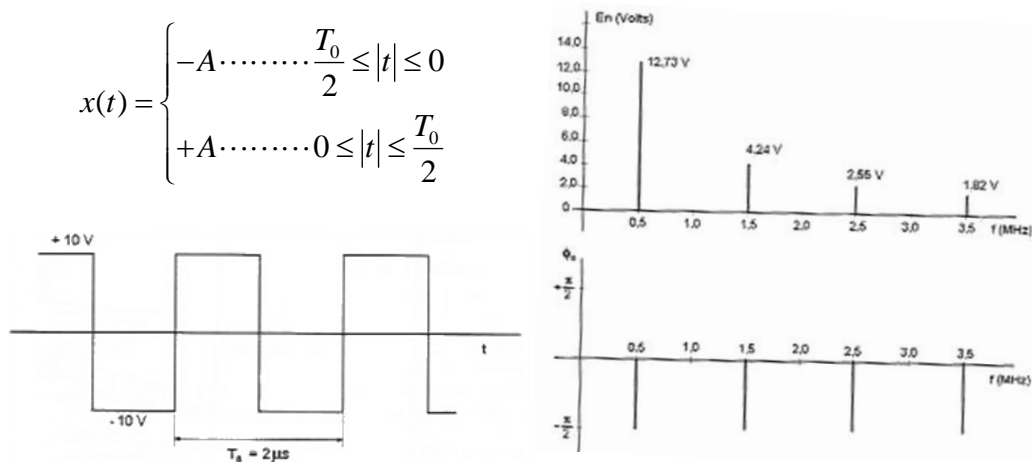 x(t) = { −A ⋯⋯⋯ T₀/2 ≤ |t| ≤ 0
+A ⋯⋯⋯ 0 ≤ |t| ≤ T₀/2
+ 10 V
t
- 10 V
Tₐ = 2µs
En (Volts)
14,0
12,0
10,0
8,0
6,0
4,0
2,0
0
12,73 V
4,24 V
2,55 V
1,82 V
0,5 1,0 1,5 2,0 2,5 3,0 3,5 f (MHz)
ϕₙ
+π/2
0,5 1,0 1,5 2,0 2,5 3,0 3,5
f (MHz)
-π/2